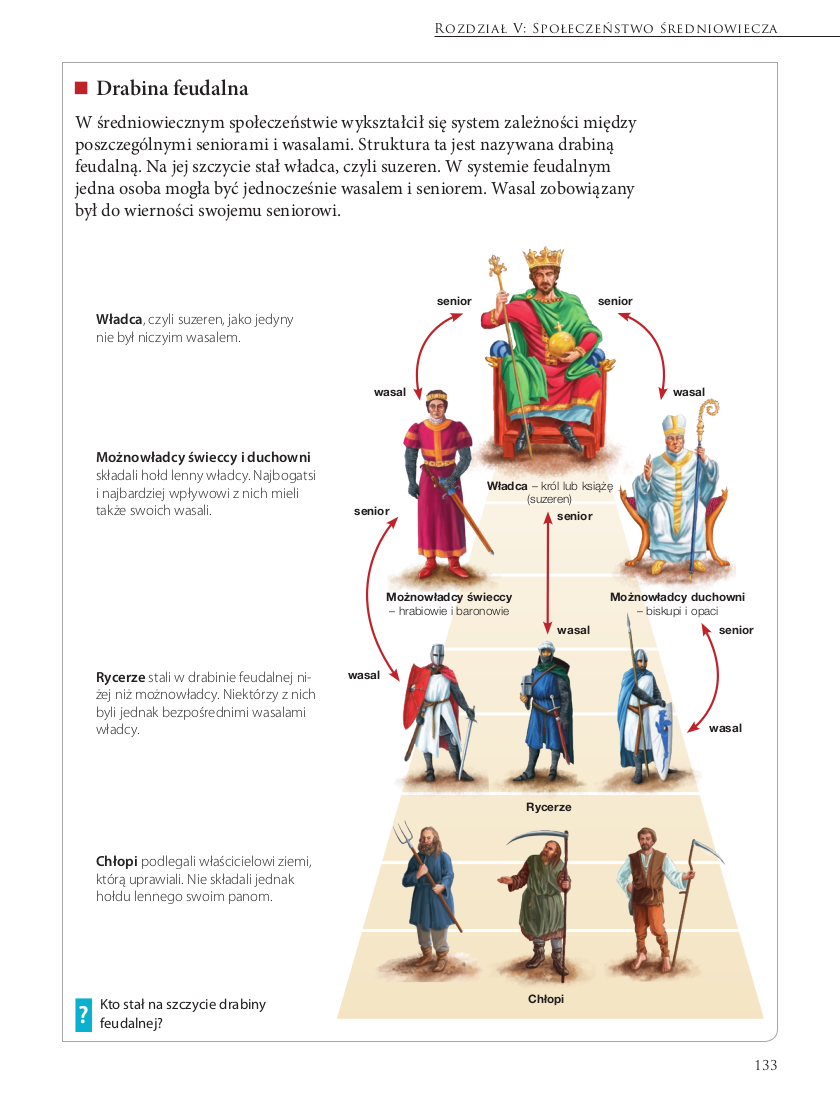 Rozdział V: Społeczeństwo średniowiecza
Drabina feudalna
W średniowiecznym społeczeństwie wykształcił się system zależności między
poszczególnymi seniorami i wasalami. Struktura ta jest nazywana drabiną
feudalną. Na jej szczycie stał władca, czyli suzeren. W systemie feudalnym
jedna osoba mogła być jednocześnie wasalem i seniorem. Wasal zobowiązany
był do wierności swojemu seniorowi.
senior
senior
Władca, czyli suzeren, jako jedyny
nie był niczyim wasalem.
wasal
wasal
Możnowładcy świeccy i duchowni
składali hołd lenny władcy. Najbogatsi
i najbardziej wpływowi z nich mieli
także swoich wasali.
Władca – król lub książę
(suzeren)
senior
senior
Możnowładcy świeccy
– hrabiowie i baronowie
Możnowładcy duchowni
– biskupi i opaci
wasal
senior
wasal
Rycerze stali w drabinie feudalnej ni-
żej niż możnowładcy. Niektórzy z nich
byli jednak bezpośrednimi wasalami
władcy.
wasal
Rycerze
Chłopi podlegali właścicielowi ziemi,
którą uprawiali. Nie składali jednak
hołdu lennego swoim panom.
Chłopi
?
Kto stał na szczycie drabiny
feudalnej?
133